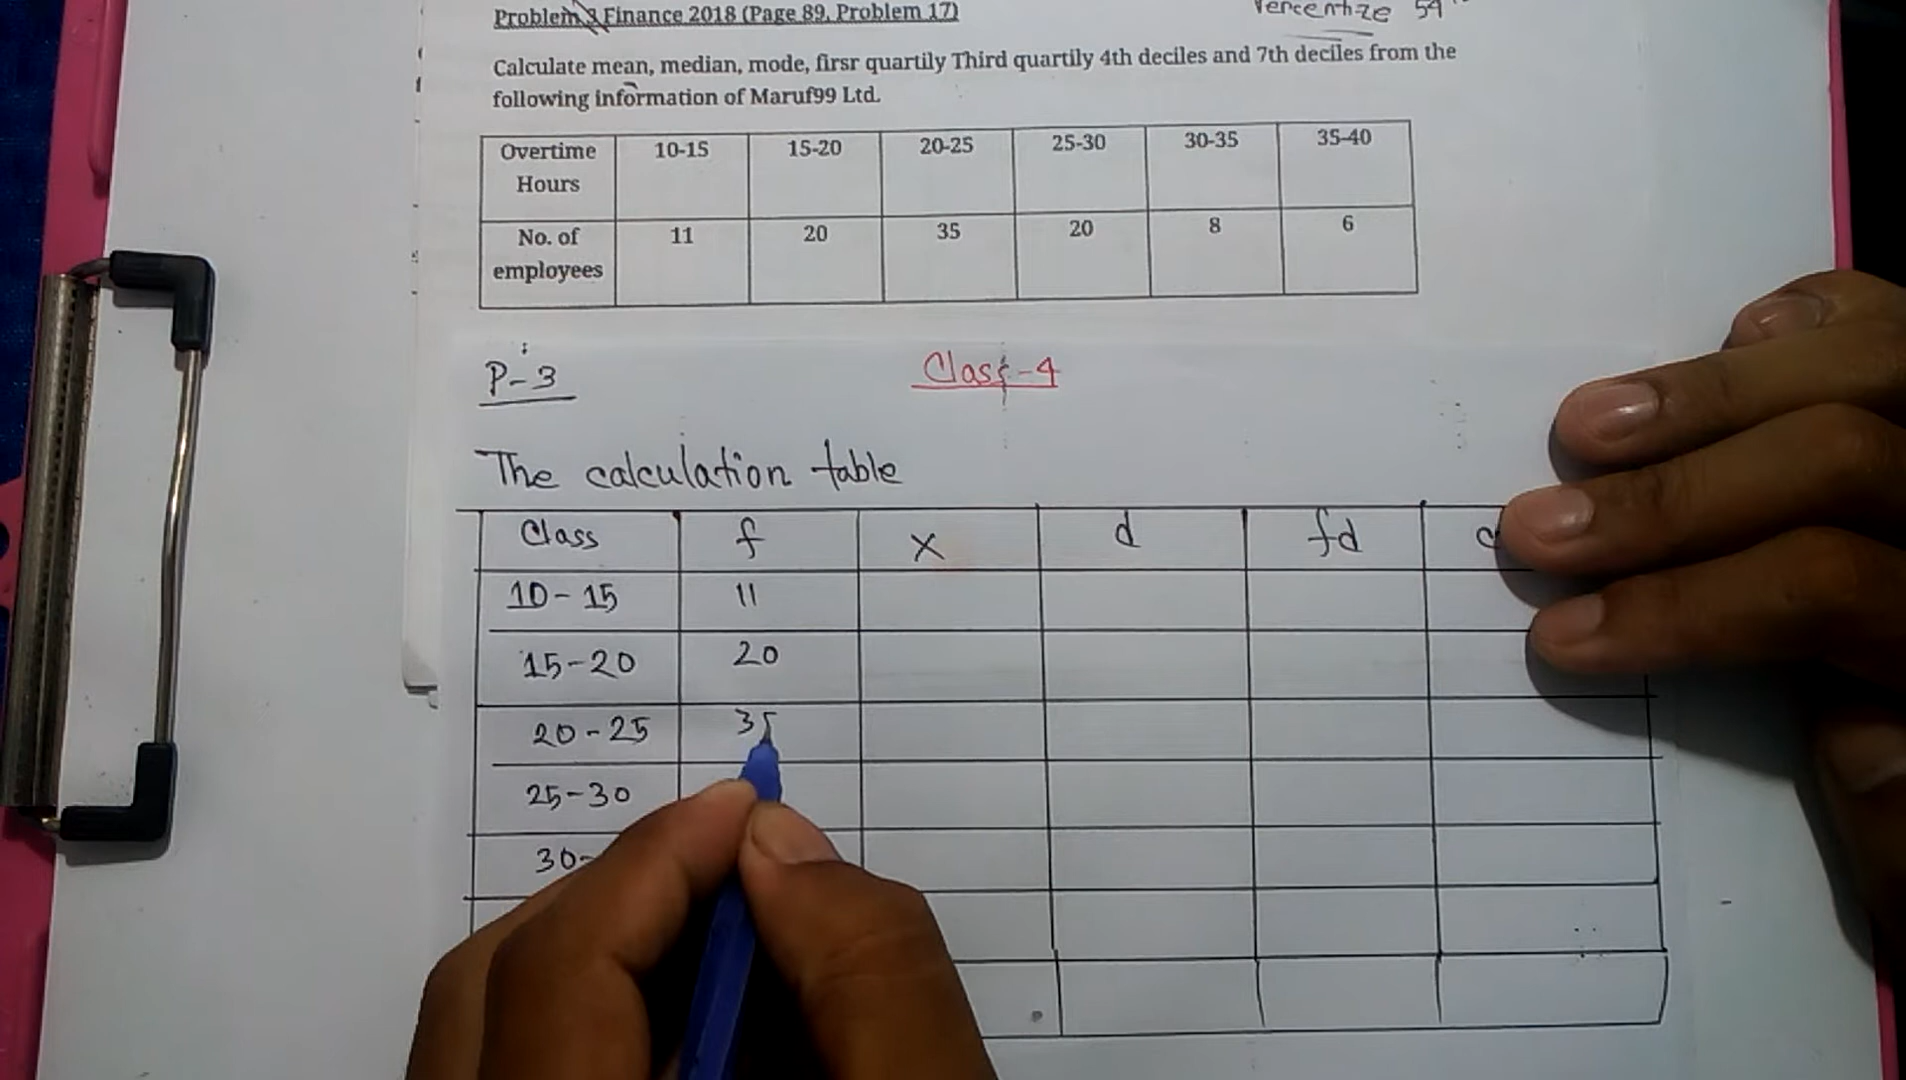 Problem 3 Finance 2018 (Page 89, Problem 17)
Percentize 59
Calculate mean, median, mode, firsr quartily Third quartily 4th deciles and 7th deciles from the
following information of Maruf99 Ltd.
Overtime Hours 10-15 15-20 20-25 25-30 30-35 35-40
No. of employees 11 20 35 20 8 6
P-3
Class-4
The calculation table
Class f x d fd
10-15 11
15-20 20
20-25 35
25-30
30-